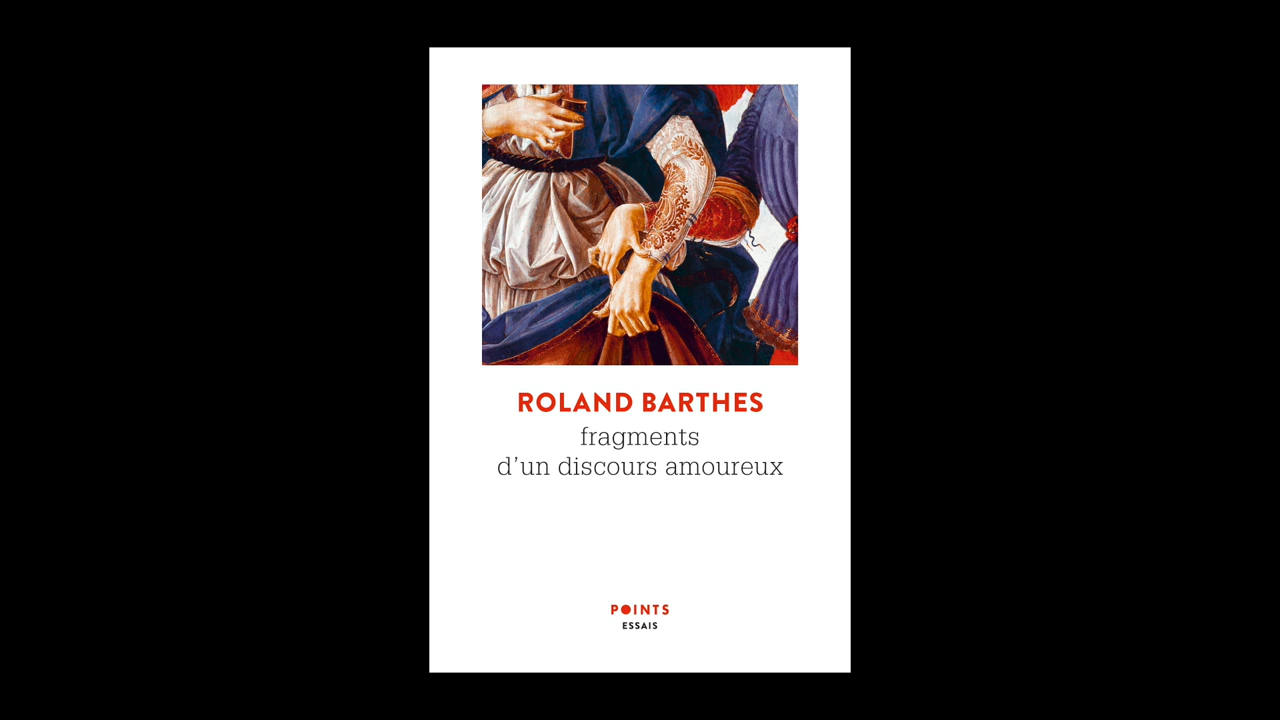 ROLAND BARTHES
fragments
d’un discours amoureux
POINTS
ESSAIS